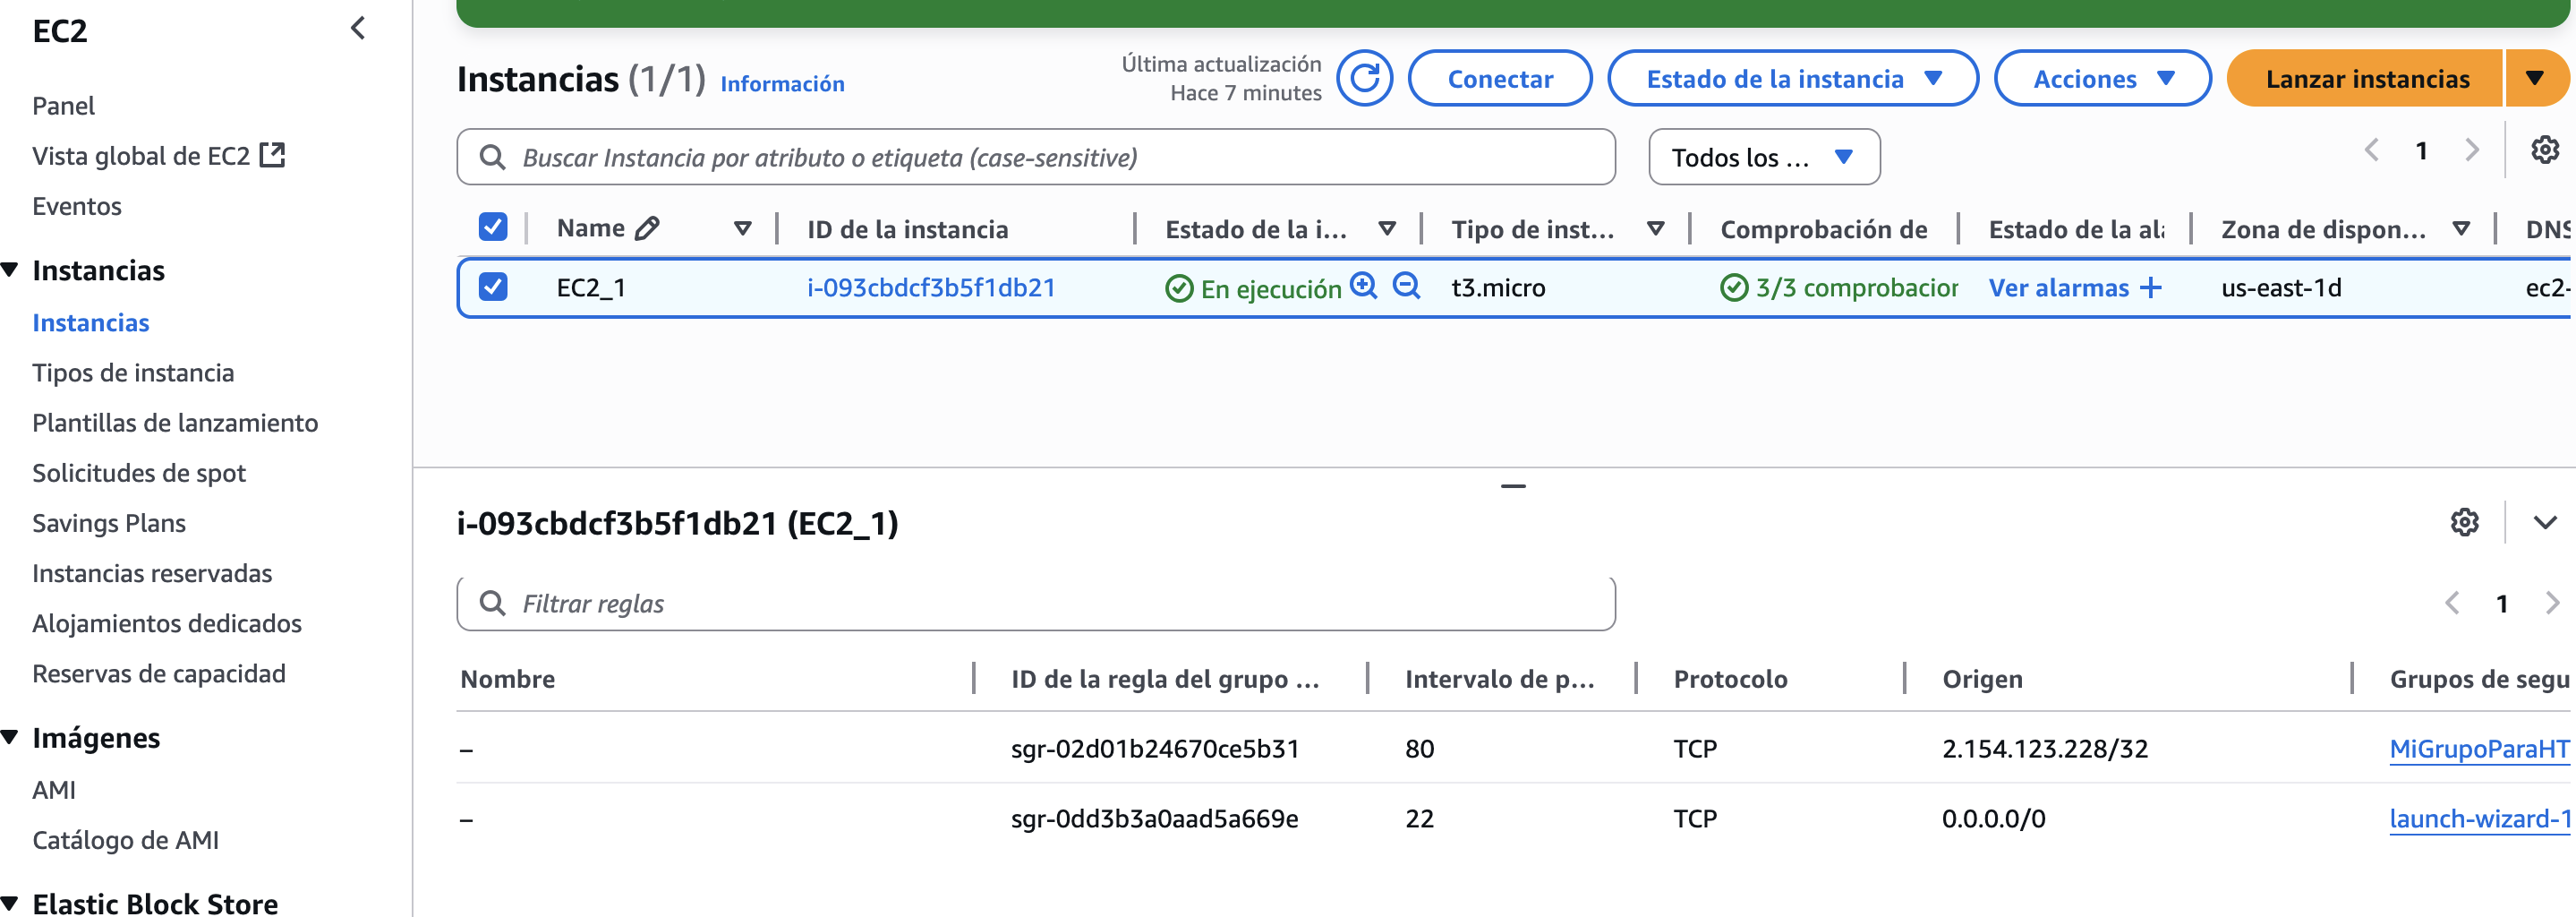 EC2
Panel
Vista global de EC2
Eventos
Instancias
Instancias
Tipos de instancia
Plantillas de lanzamiento
Solicitudes de spot
Savings Plans
Instancias reservadas
Alojamientos dedicados
Reservas de capacidad
Imágenes
AMI
Catálogo de AMI
Elastic Block Store
Instancias (1/1) Información
Última actualización
Hace 7 minutes
Conectar
Estado de la instancia
Acciones
Lanzar instancias
Buscar Instancia por atributo o etiqueta (case-sensitive)
Todos los ...
1
Name ID de la instancia Estado de la i... Tipo de inst... Comprobación de Estado de la ala Zona de dispon... DNS
EC2_1 i-093cbdcf3b5f1db21 En ejecución t3.micro 3/3 comprobacion Ver alarmas + us-east-1d ec2-
i-093cbdcf3b5f1db21 (EC2_1)
Filtrar reglas
1
Nombre ID de la regla del grupo ... Intervalo de p... Protocolo Origen Grupos de segu
– sgr-02d01b24670ce5b31 80 TCP 2.154.123.228/32 MiGrupoParaHT
– sgr-0dd3b3a0aad5a669e 22 TCP 0.0.0.0/0 launch-wizard-1